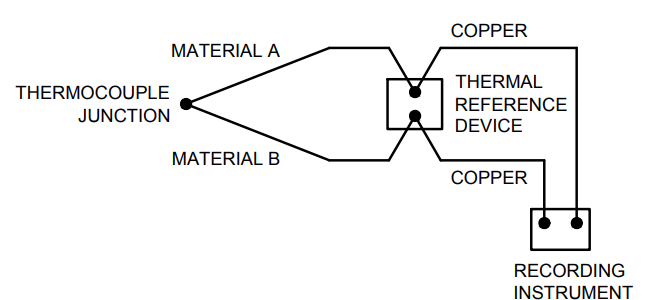 COPPER
MATERIAL A
THERMOCOUPLE
JUNCTION
THERMAL
REFERENCE
DEVICE
MATERIAL B
COPPER
RECORDING
INSTRUMENT